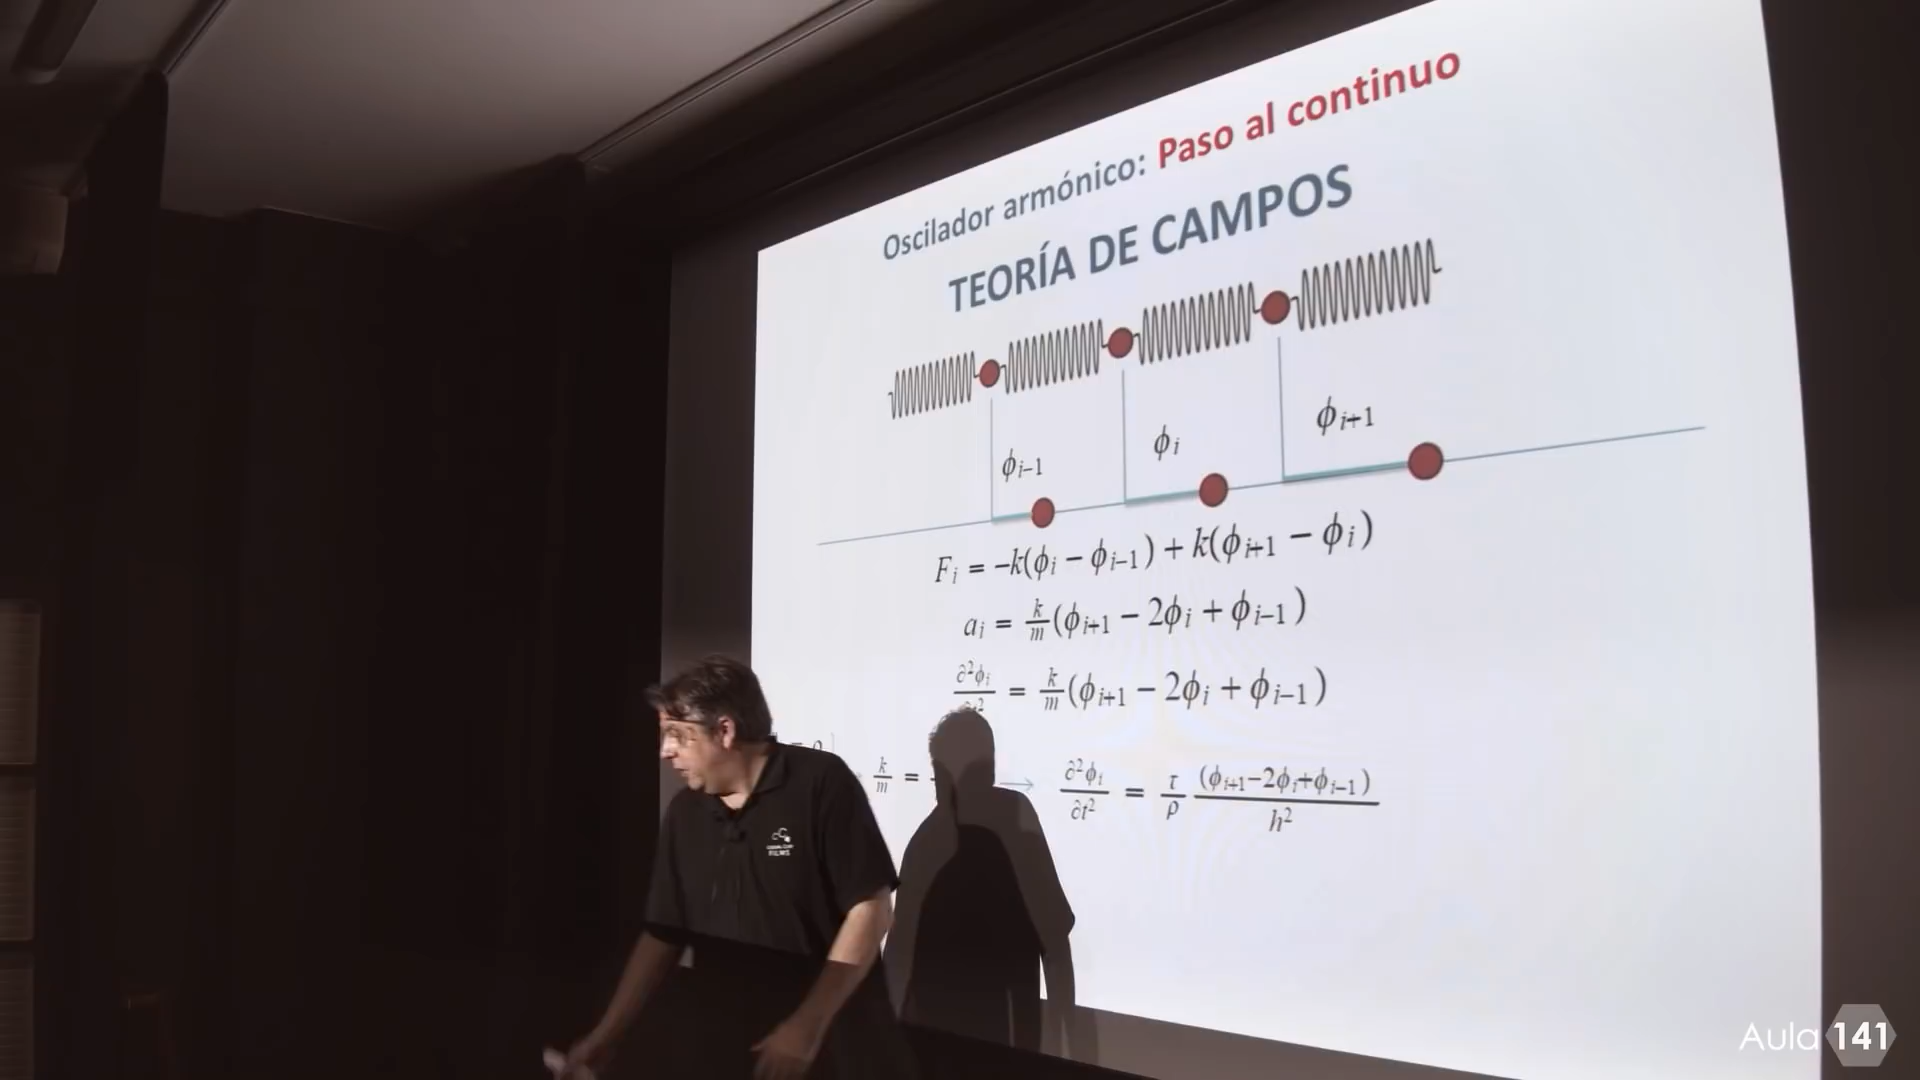 Oscilador armónico: Paso al continuo
TEORÍA DE CAMPOS
ϕᵢ₋₁
ϕᵢ
ϕᵢ₊₁
Fᵢ = −k(ϕᵢ − ϕᵢ₋₁) + k(ϕᵢ₊₁ − ϕᵢ)
aᵢ = k/m (ϕᵢ₊₁ − 2ϕᵢ + ϕᵢ₋₁)
∂²ϕᵢ = k/m (ϕᵢ₊₁ − 2ϕᵢ + ϕᵢ₋₁)
k/m = → ∂²ϕᵢ/∂t² = τ/ρ (ϕᵢ₊₁−2ϕᵢ+ϕᵢ₋₁)/h²
FILMS
Aula 141